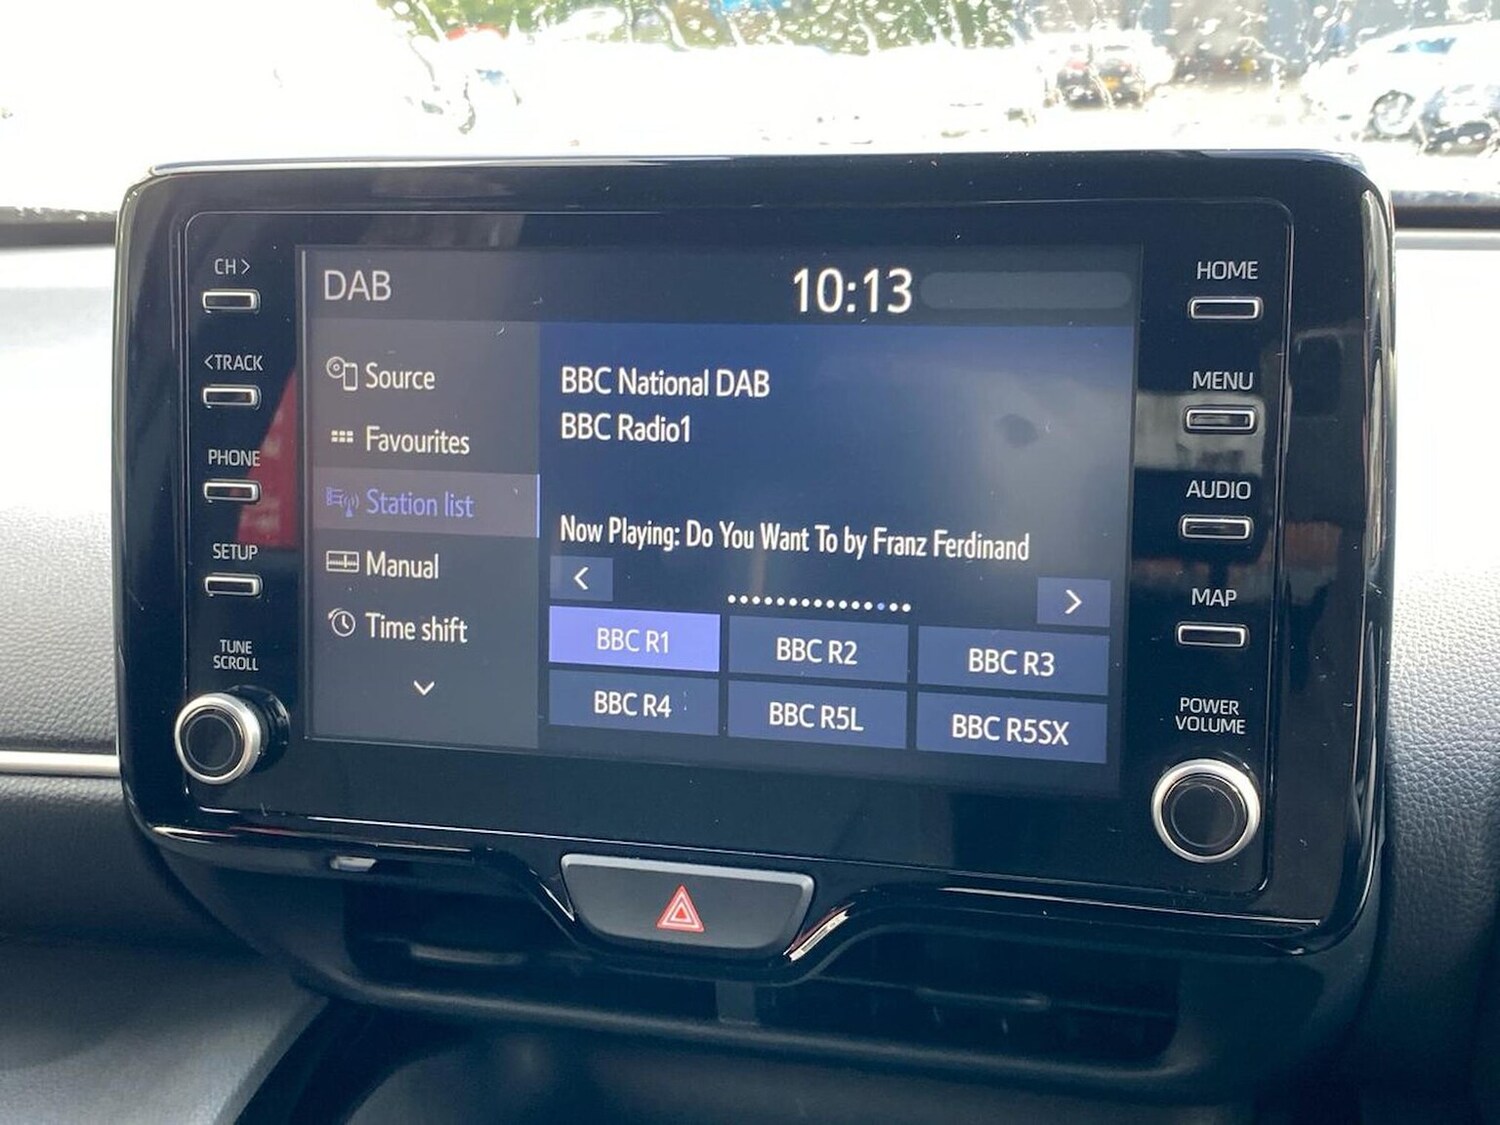 CH >
<TRACK
PHONE
SETUP
TUNE
SCROLL
DAB
10:13
Source
Favourites
Station list
Manual
Time shift
BBC National DAB
BBC Radio1
Now Playing: Do You Want To by Franz Ferdinand
<
>
BBC R1
BBC R2
BBC R3
BBC R4
BBC R5L
BBC R5SX
HOME
MENU
AUDIO
MAP
POWER
VOLUME